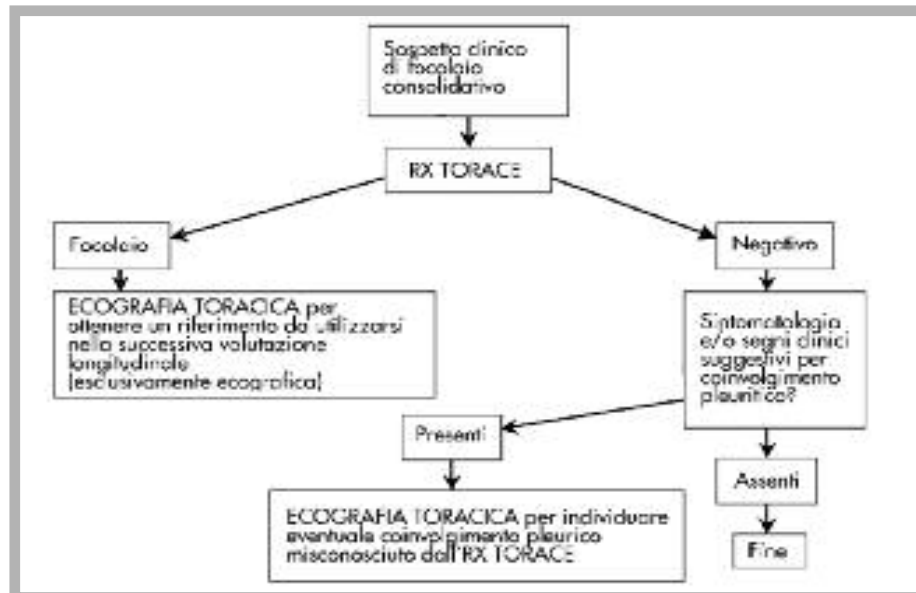 Sospetto clinico
di focolaio
consolidativo
RX TORACE
Focolaio
Negativo
ECOGRAFIA TORACICA per
ottenere un riferimento da utilizzarsi
nella successiva valutazione
longitudinale
(esclusivamente ecografica)
Sintomatologia
e/o segni clinici
suggestivi per
coinvolgimento
pleuritico?
Presenti
Assenti
ECOGRAFIA TORACICA per individuare
eventuale coinvolgimento pleurico
misconosciuto dall'RX TORACE
Fine